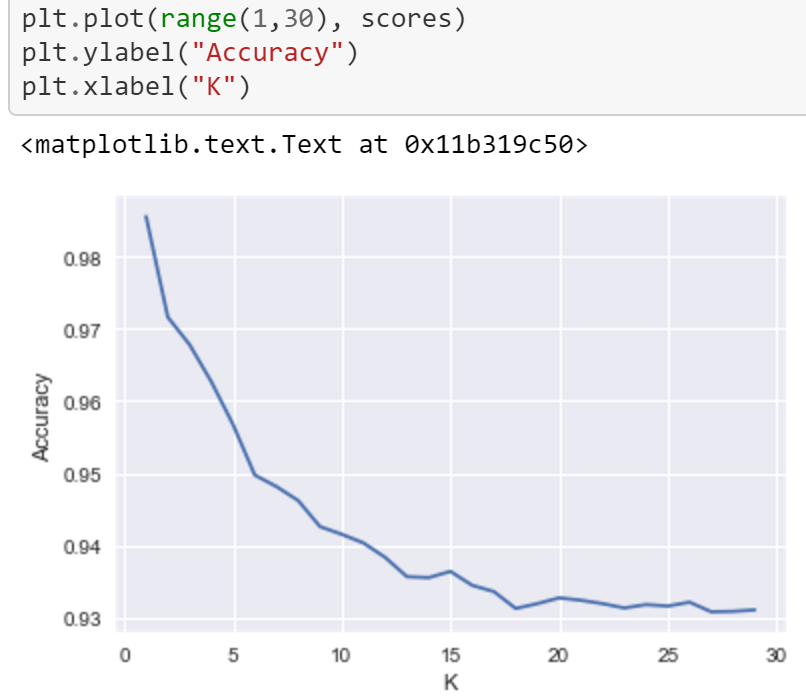 plt.plot(range(1,30), scores)
plt.ylabel("Accuracy")
plt.xlabel("K")
<matplotlib.text.Text at 0x11b319c50>
0.98
0.97
0.96
0.95
0.94
0.93
Accuracy
0 5 10 15 20 25 30
K